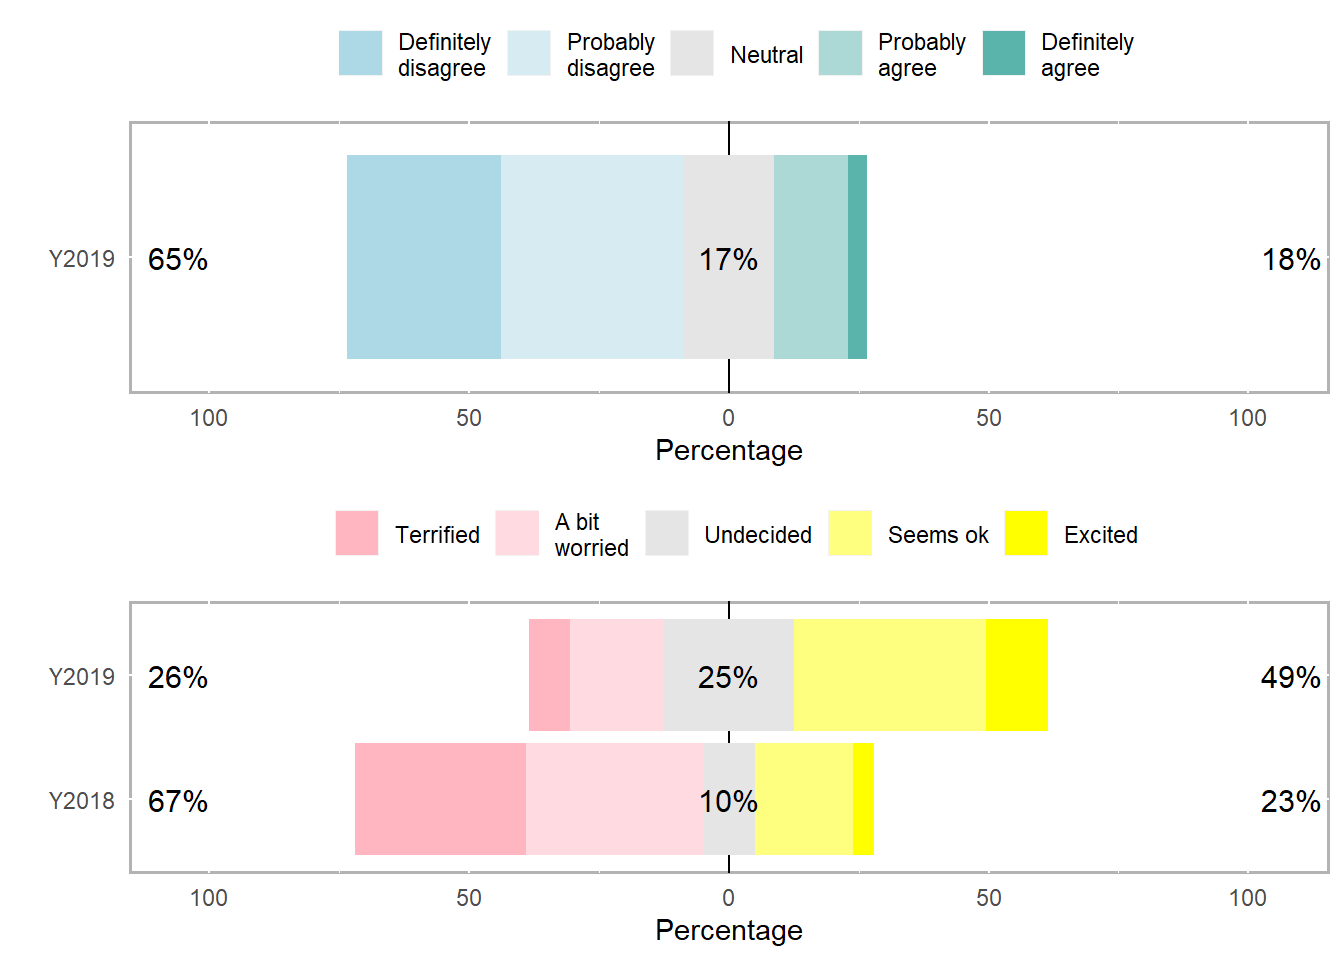 Definitely disagree
Probably disagree
Neutral
Probably agree
Definitely agree
Y2019
65%
17%
18%
100
50
0
50
100
Percentage
Terrified
A bit worried
Undecided
Seems ok
Excited
Y2019
26%
25%
49%
Y2018
67%
10%
23%
100
50
0
50
100
Percentage